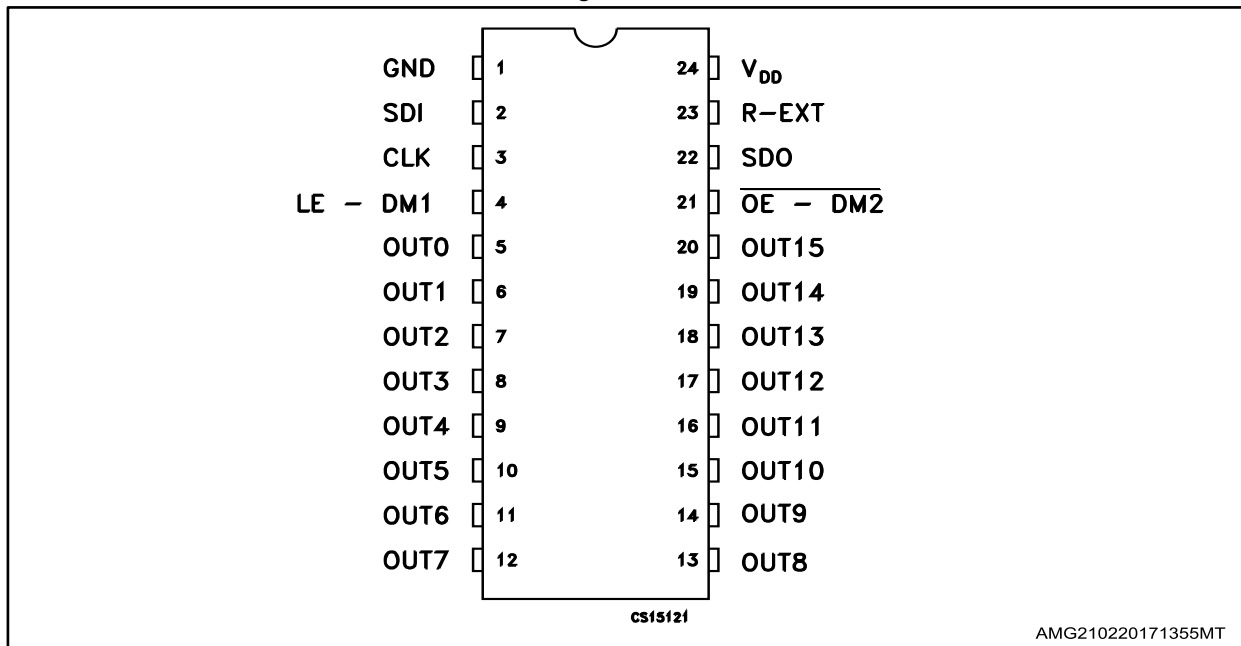 GND 1 24 VDD
SDI 2 23 R-EXT
CLK 3 22 SDO
LE - DM1 4 21 OE - DM2
OUT0 5 20 OUT15
OUT1 6 19 OUT14
OUT2 7 18 OUT13
OUT3 8 17 OUT12
OUT4 9 16 OUT11
OUT5 10 15 OUT10
OUT6 11 14 OUT9
OUT7 12 13 OUT8
CS15121
AMG210220171355MT